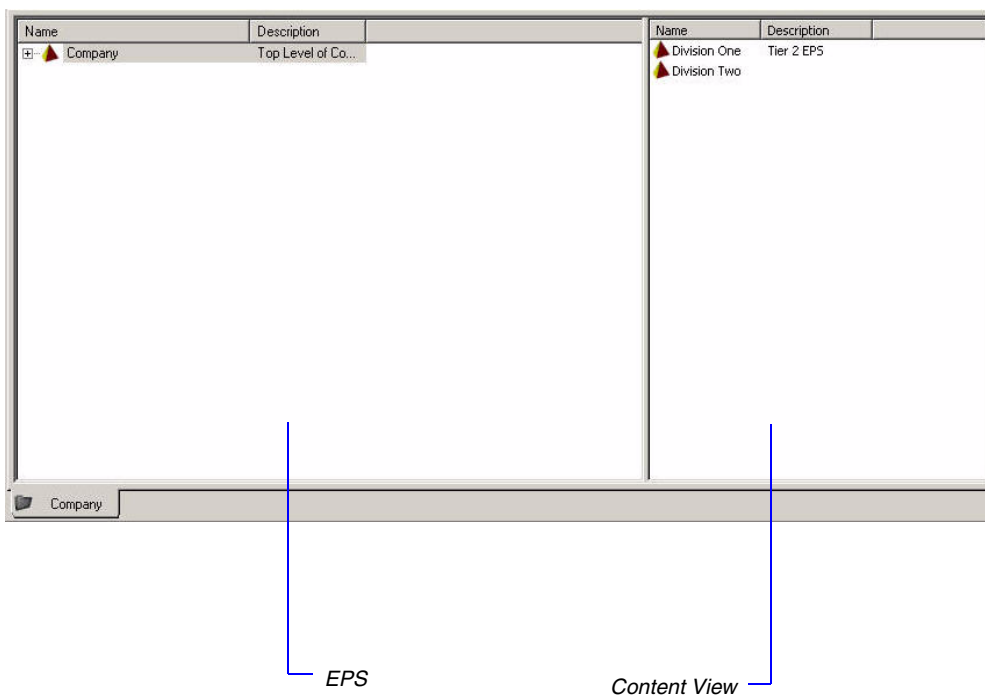 Name Description
Company Top Level of Co...
Name Description
Division One Tier 2 EPS
Division Two
Company
EPS
Content View